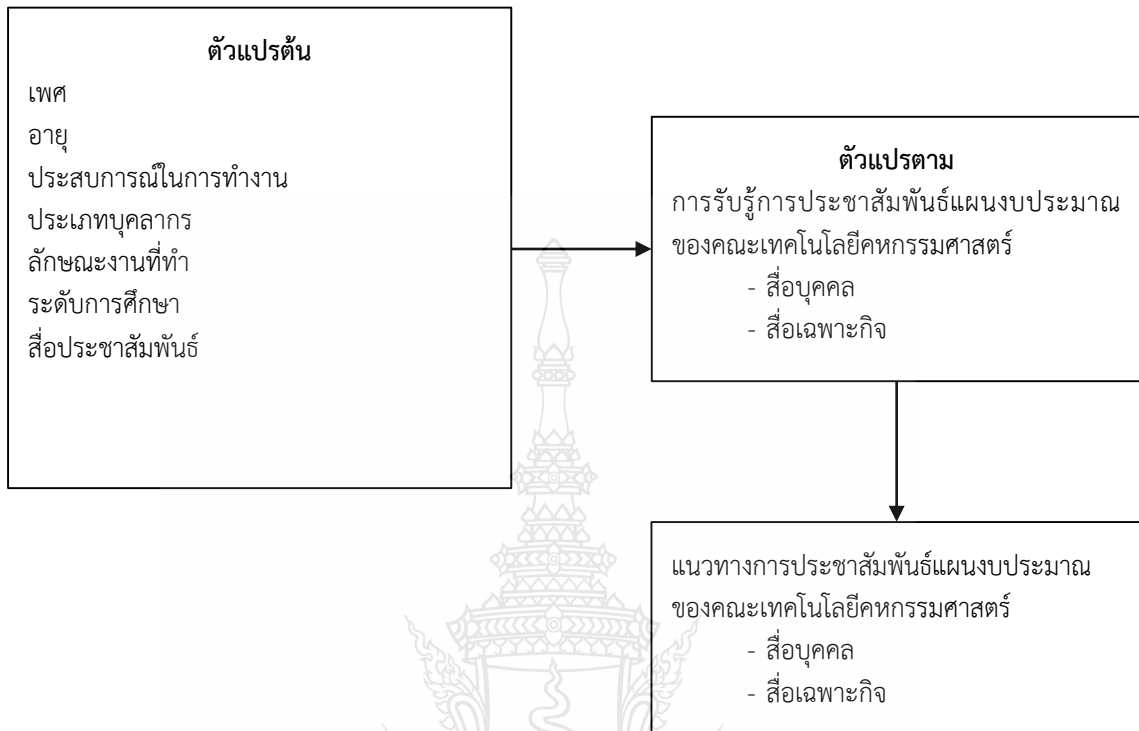 ตัวแปรต้น
เพศ
อายุ
ประสบการณ์ในการทำงาน
ประเภทบุคลากร
ลักษณะงานที่ทำ
ระดับการศึกษา
สื่อประชาสัมพันธ์
ตัวแปรตาม
การรับรู้การประชาสัมพันธ์แผนงบประมาณ
ของคณะเทคโนโลยีคหกรรมศาสตร์
- สื่อบุคคล
- สื่อเฉพาะกิจ
แนวทางการประชาสัมพันธ์แผนงบประมาณ
ของคณะเทคโนโลยีคหกรรมศาสตร์
- สื่อบุคคล
- สื่อเฉพาะกิจ